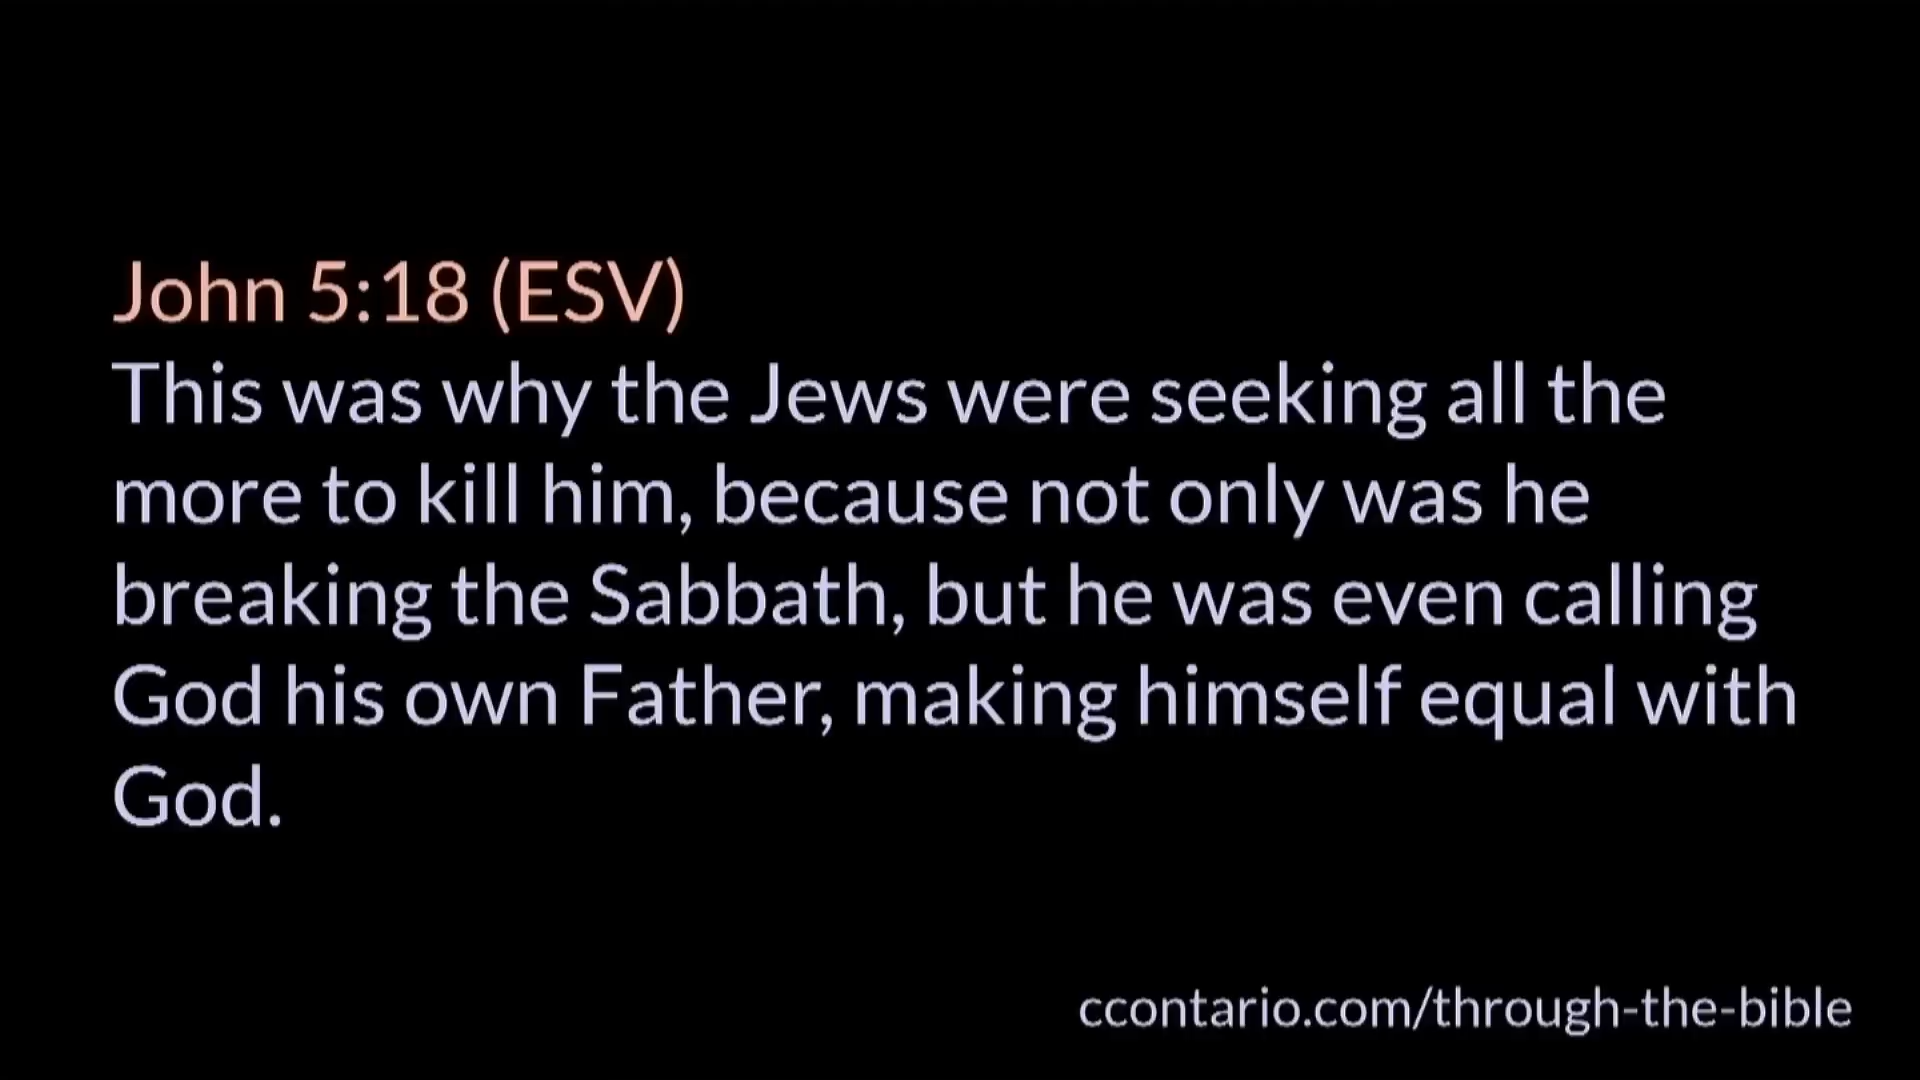 John 5:18 (ESV)
This was why the Jews were seeking all the
more to kill him, because not only was he
breaking the Sabbath, but he was even calling
God his own Father, making himself equal with
God.
ccontario.com/through-the-bible